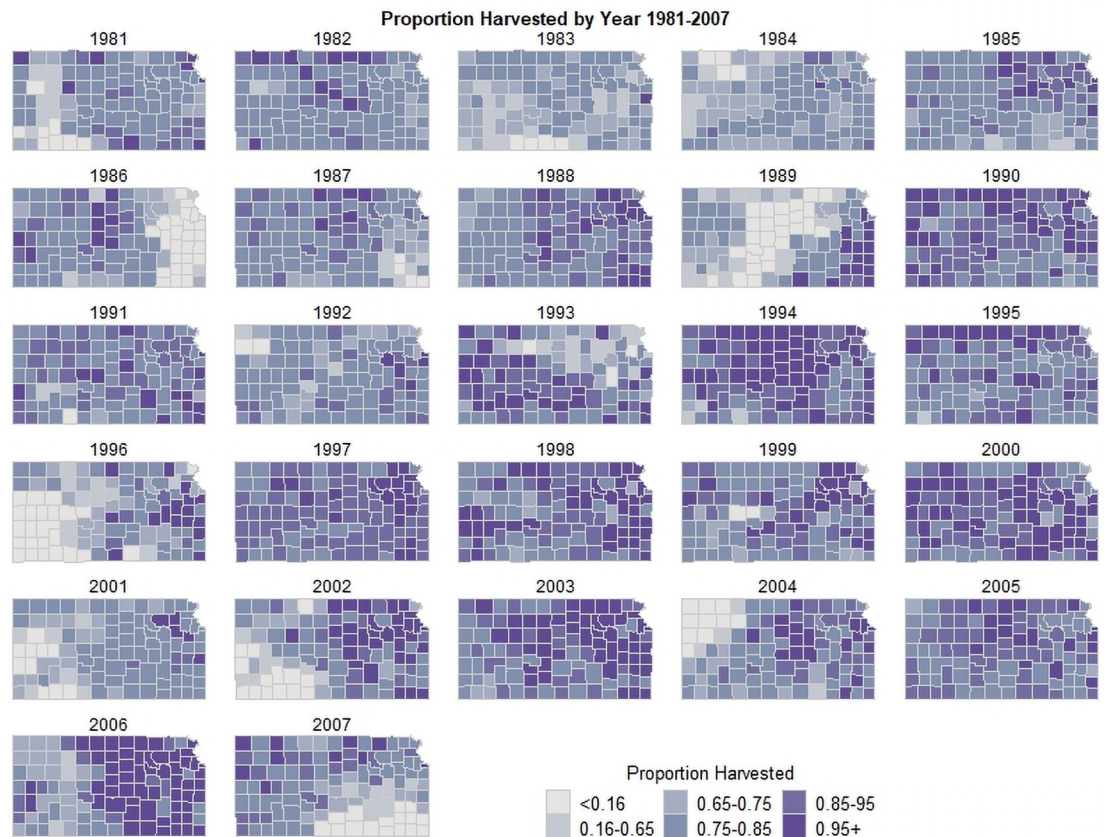 Proportion Harvested by Year 1981-2007
1981 1982 1983 1984 1985
1986 1987 1988 1989 1990
1991 1992 1993 1994 1995
1996 1997 1998 1999 2000
2001 2002 2003 2004 2005
2006 2007
Proportion Harvested
<0.16 0.65-0.75 0.85-95
0.16-0.65 0.75-0.85 0.95+